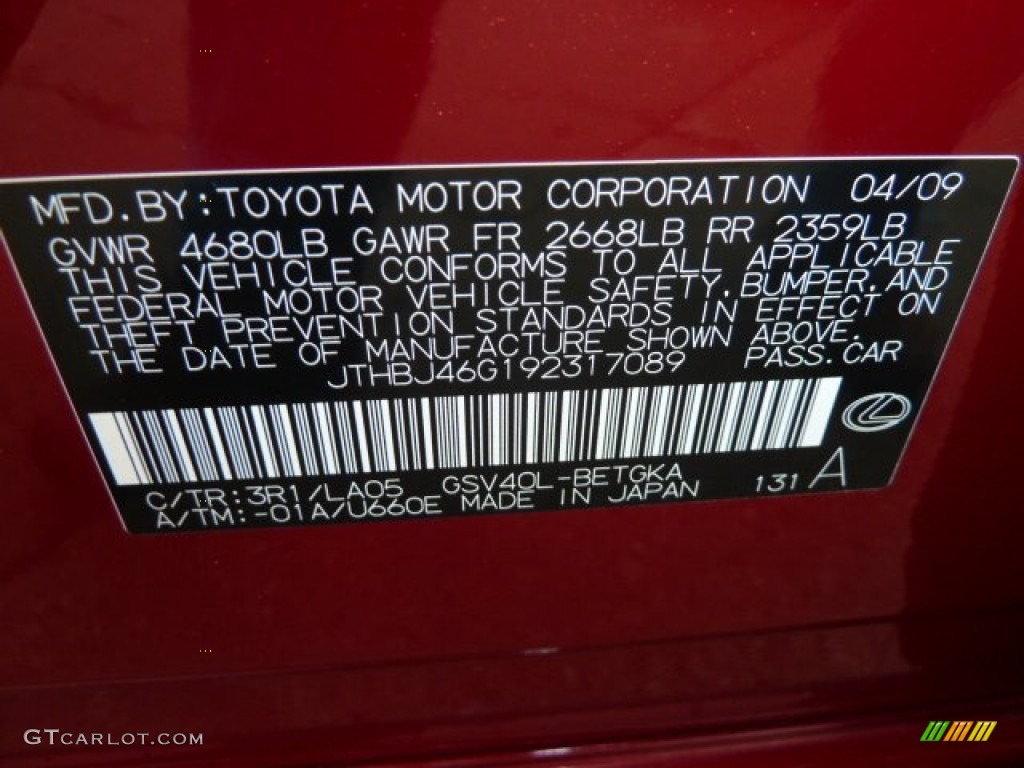 MFD. BY: TOYOTA MOTOR CORPORATION 04/09
GVWR 4680LB GAWR FR 2668LB RR 2359LB
THIS VEHICLE CONFORMS TO ALL APPLICABLE
FEDERAL MOTOR VEHICLE SAFETY, BUMPER, AND
THEFT PREVENTION STANDARDS IN EFFECT ON
THE DATE OF MANUFACTURE SHOWN ABOVE.
JTHBJ46G192317089 PASS. CAR
C/TR: 3R1/LA05 GSV40L-BETGKA 131 A
A/TM: -01A/U660E MADE IN JAPAN
GTCARLOT.COM